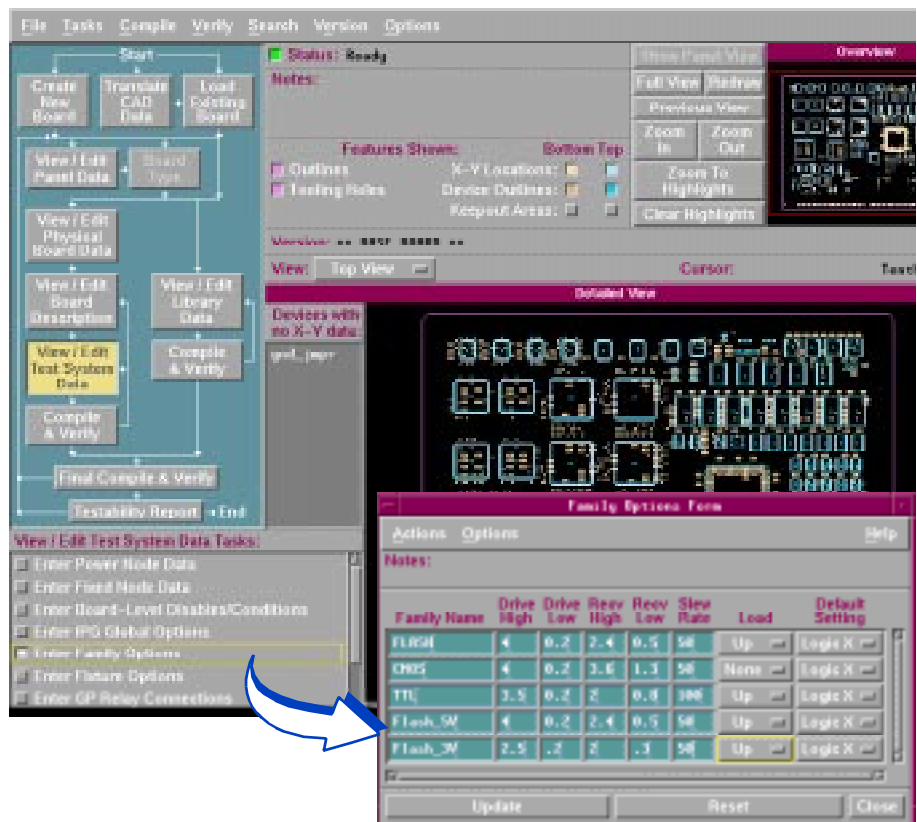 File Tasks Compile Verify Search Version Options
Start
Create New Board
Translate CAD Data
Load Existing Board
View / Edit Panel Data
Board Type
View / Edit Physical Board Data
View / Edit Board Description
View / Edit Library Data
View / Edit Test System Data
Compile & Verify
Compile & Verify
Final Compile & Verify
Testability Report End
Status: Ready
Notes:
Features Shown: Bottom Top
Outlines X-Y Locations:
Tooling Holes Device Outlines:
Keepout Areas:
Version: -- BASE BOARD --
View: Top View Cursor:
Show Panel View
Full View Redraw
Previous View
Zoom In
Zoom Out
Zoom To Highlights
Clear Highlights
Overview
Detailed View
Devices with
no X-Y data:
View / Edit Test System Data Tasks:
Enter Power Node Data
Enter Fixed Node Data
Enter Board-Level Disables/Conditions
Enter IPG Global Options
Enter Family Options
Enter Fixture Options
Enter GP Relay Connections
Family Options Form
Actions Options Help
Notes:
Family Name Drive High Drive Low Recv High Recv Low Slew Rate Load Default Setting
FLASH 4 0.2 2.4 0.5 50 Up Logic X
CMOS 4 0.2 3.6 1.3 50 None Logic X
TTL 3.5 0.2 2 0.8 100 Up Logic X
Flash_5V 4 0.2 2.4 0.5 50 Up Logic X
Flash_3V 2.5 .2 2 .3 50 Up Logic X
Update Reset Close